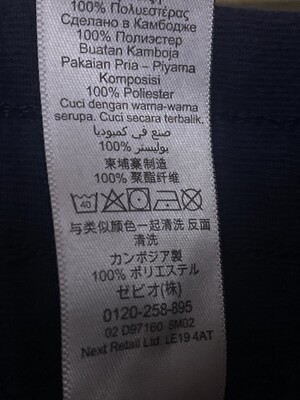 100% Πολυεστέρας
Сделано в Камбодже
100% Полиэстер
Buatan Kamboja
Pakaian Pria – Piyama
Komposisi
100% Poliester
Cuci dengan warna-warna
serupa. Cuci secara terbalik.
صنع في كمبوديا
100% بوليستر
柬埔寨制造
100% 聚酯纤维
40
与类似颜色一起清洗 反面
清洗
カンボジア製
100% ポリエステル
ゼビオ(株)
0120-258-895
02 D97160 SM02
Next Retail Ltd. LE19 4AT